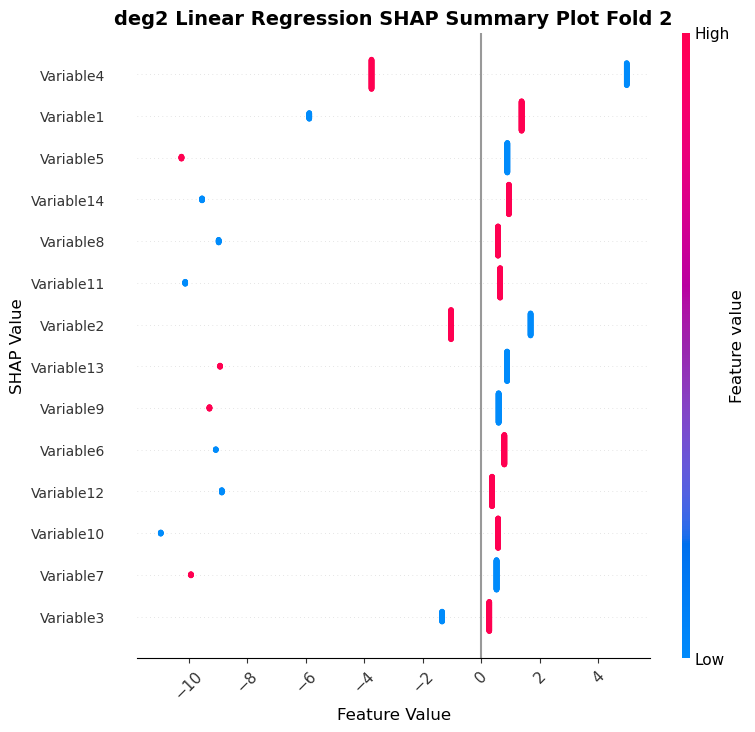 deg2 Linear Regression SHAP Summary Plot Fold 2
High
Variable4
Variable1
Variable5
Variable14
Variable8
Variable11
Variable2
Variable13
Variable9
Variable6
Variable12
Variable10
Variable7
Variable3
SHAP Value
Feature value
Low
−10 −8 −6 −4 −2 0 2 4
Feature Value